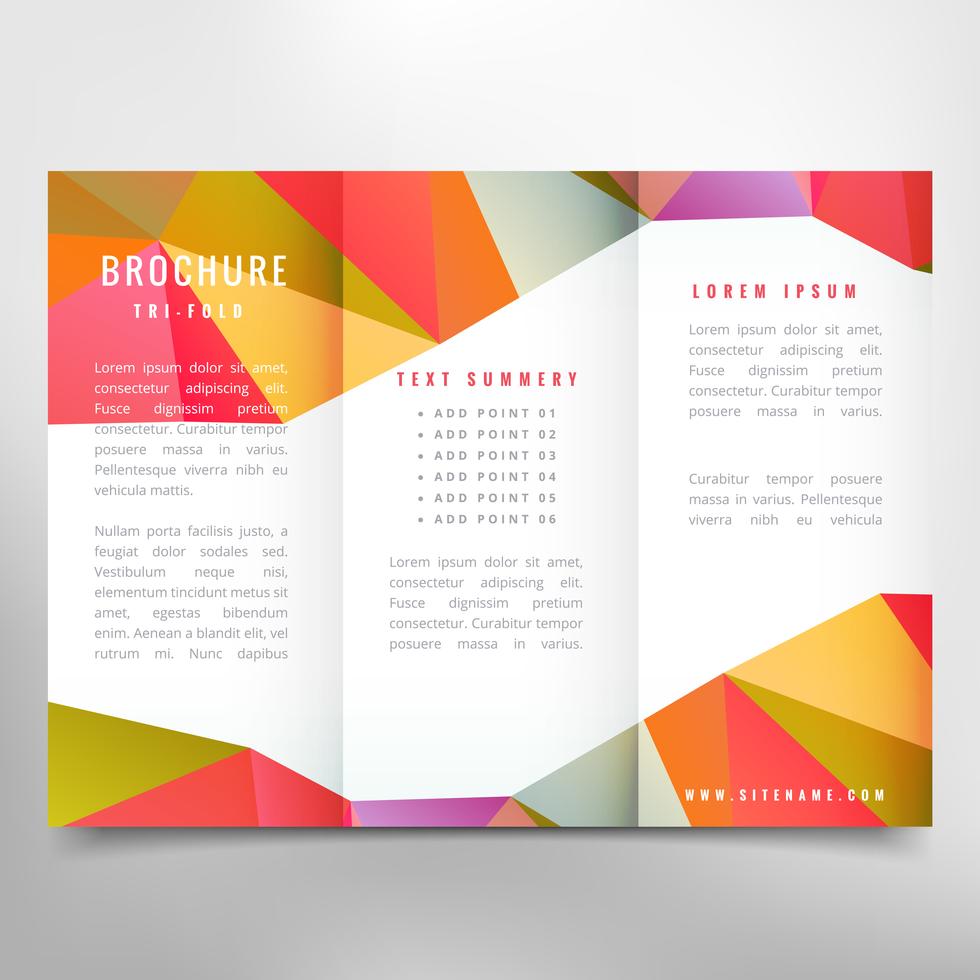 BROCHURE
TRI-FOLD
Lorem ipsum dolor sit amet,
consectetur adipiscing elit.
Fusce dignissim pretium
consectetur. Curabitur tempor
posuere massa in varius.
Pellentesque viverra nibh eu
vehicula mattis.
Nullam porta facilisis justo, a
feugiat dolor sodales sed.
Vestibulum neque nisi,
elementum tincidunt metus sit
amet, egestas bibendum
enim. Aenean a blandit elit, vel
rutrum mi. Nunc dapibus
TEXT SUMMERY
• ADD POINT 01
• ADD POINT 02
• ADD POINT 03
• ADD POINT 04
• ADD POINT 05
• ADD POINT 06
Lorem ipsum dolor sit amet,
consectetur adipiscing elit.
Fusce dignissim pretium
consectetur. Curabitur tempor
posuere massa in varius.
LOREM IPSUM
Lorem ipsum dolor sit amet,
consectetur adipiscing elit.
Fusce dignissim pretium
consectetur. Curabitur tempor
posuere massa in varius.
Curabitur tempor posuere
massa in varius. Pellentesque
viverra nibh eu vehicula
WWW.SITENAME.COM